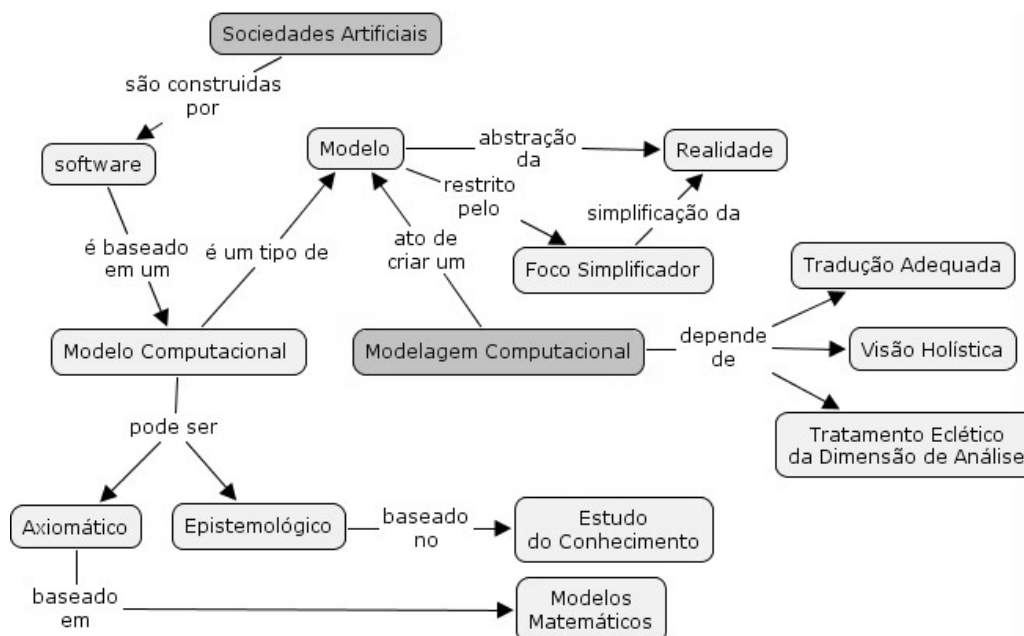 Sociedades Artificiais
são construidas
por
software
Modelo
abstração
da
Realidade
restrito
pelo
simplificação da
é baseado
em um
é um tipo de
ato de
criar um
Foco Simplificador
Tradução Adequada
Modelo Computacional
Modelagem Computacional
depende
de
Visão Holística
pode ser
Tratamento Eclético
da Dimensão de Análise
Axiomático
Epistemológico
baseado
no
Estudo
do Conhecimento
baseado
em
Modelos
Matemáticos